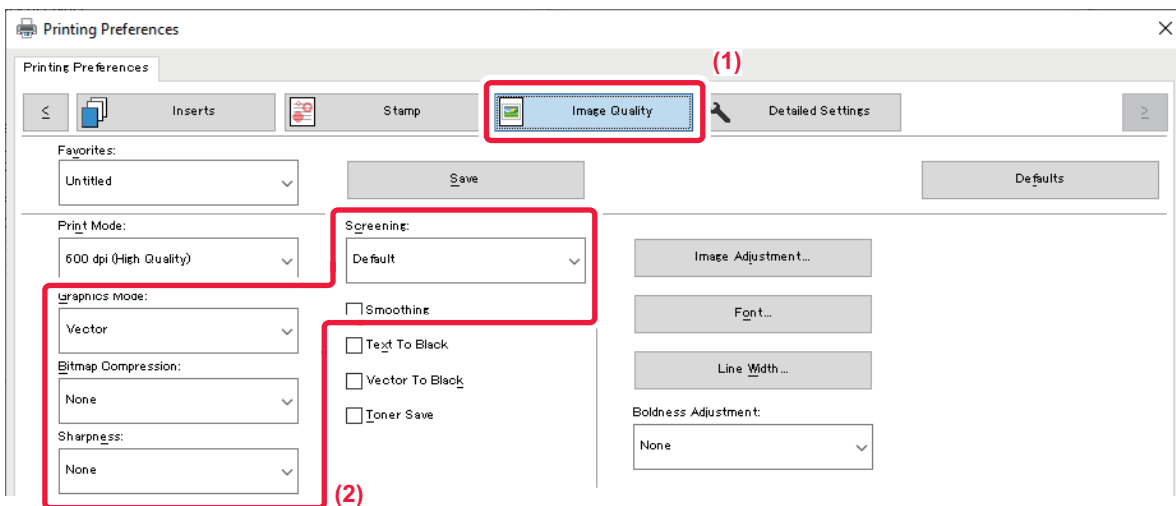 Printing Preferences
Printing Preferences
(1)
< Inserts Stamp Image Quality Detailed Settings >
Favorites:
Untitled Save Defaults
Print Mode: Screening:
600 dpi (High Quality) Default Image Adjustment...
Graphics Mode: Smoothing Font...
Vector Text To Black
Bitmap Compression: Vector To Black Line Width...
None Toner Save Boldness Adjustment:
Sharpness: None
None
(2)